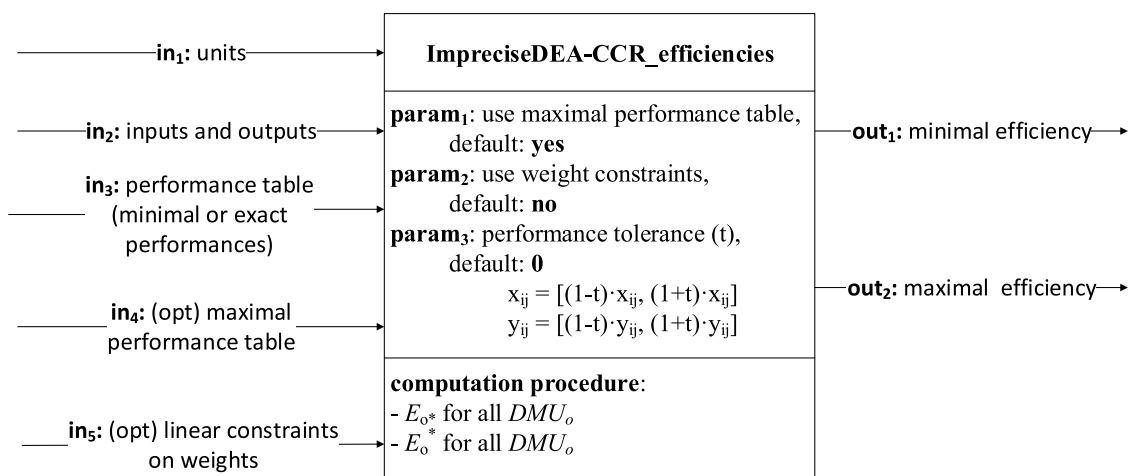 in₁: units
in₂: inputs and outputs
in₃: performance table
(minimal or exact
performances)
in₄: (opt) maximal
performance table
in₅: (opt) linear constraints
on weights
ImpreciseDEA-CCR_efficiencies
param₁: use maximal performance table,
default: yes
param₂: use weight constraints,
default: no
param₃: performance tolerance (t),
default: 0
xᵢⱼ = [(1-t)·xᵢⱼ, (1+t)·xᵢⱼ]
yᵢⱼ = [(1-t)·yᵢⱼ, (1+t)·yᵢⱼ]
computation procedure:
- Eₒ* for all DMUₒ
- Eₒ* for all DMUₒ
out₁: minimal efficiency
out₂: maximal efficiency